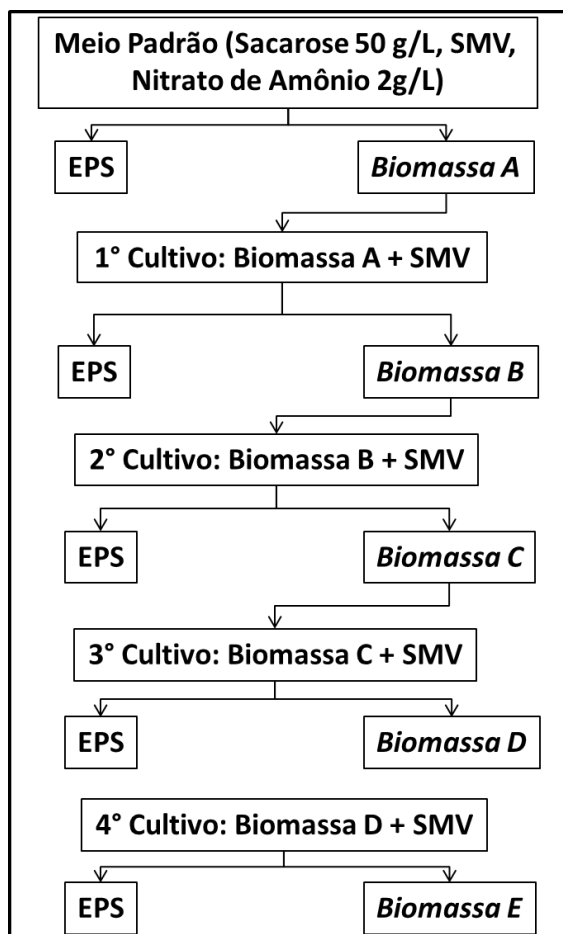 Meio Padrão (Sacarose 50 g/L, SMV,
Nitrato de Amônio 2g/L)
EPS
Biomassa A
1° Cultivo: Biomassa A + SMV
EPS
Biomassa B
2° Cultivo: Biomassa B + SMV
EPS
Biomassa C
3° Cultivo: Biomassa C + SMV
EPS
Biomassa D
4° Cultivo: Biomassa D + SMV
EPS
Biomassa E